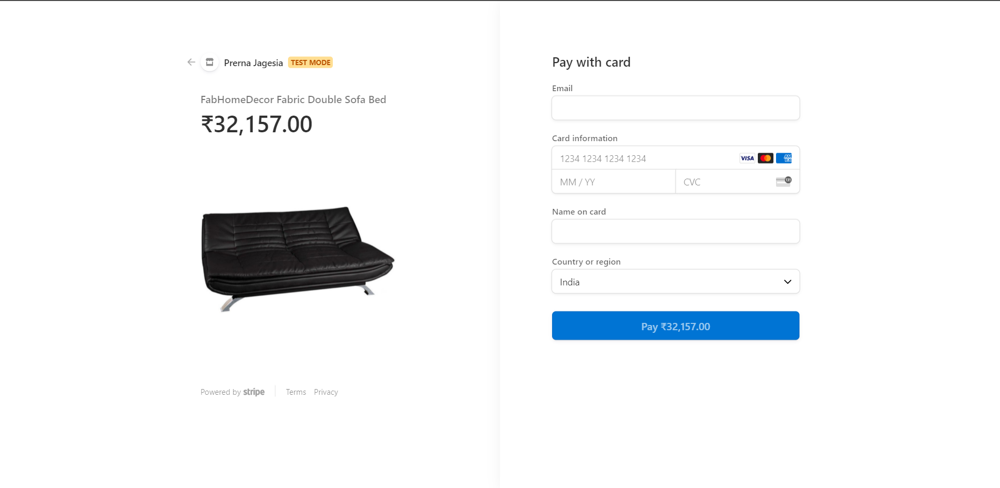 Prerna Jagesia TEST MODE
FabHomeDecor Fabric Double Sofa Bed
₹32,157.00
Powered by stripe
Terms Privacy
Pay with card
Email
Card information
1234 1234 1234 1234 VISA AMEX
MM / YY CVC 135
Name on card
Country or region
India
Pay ₹32,157.00